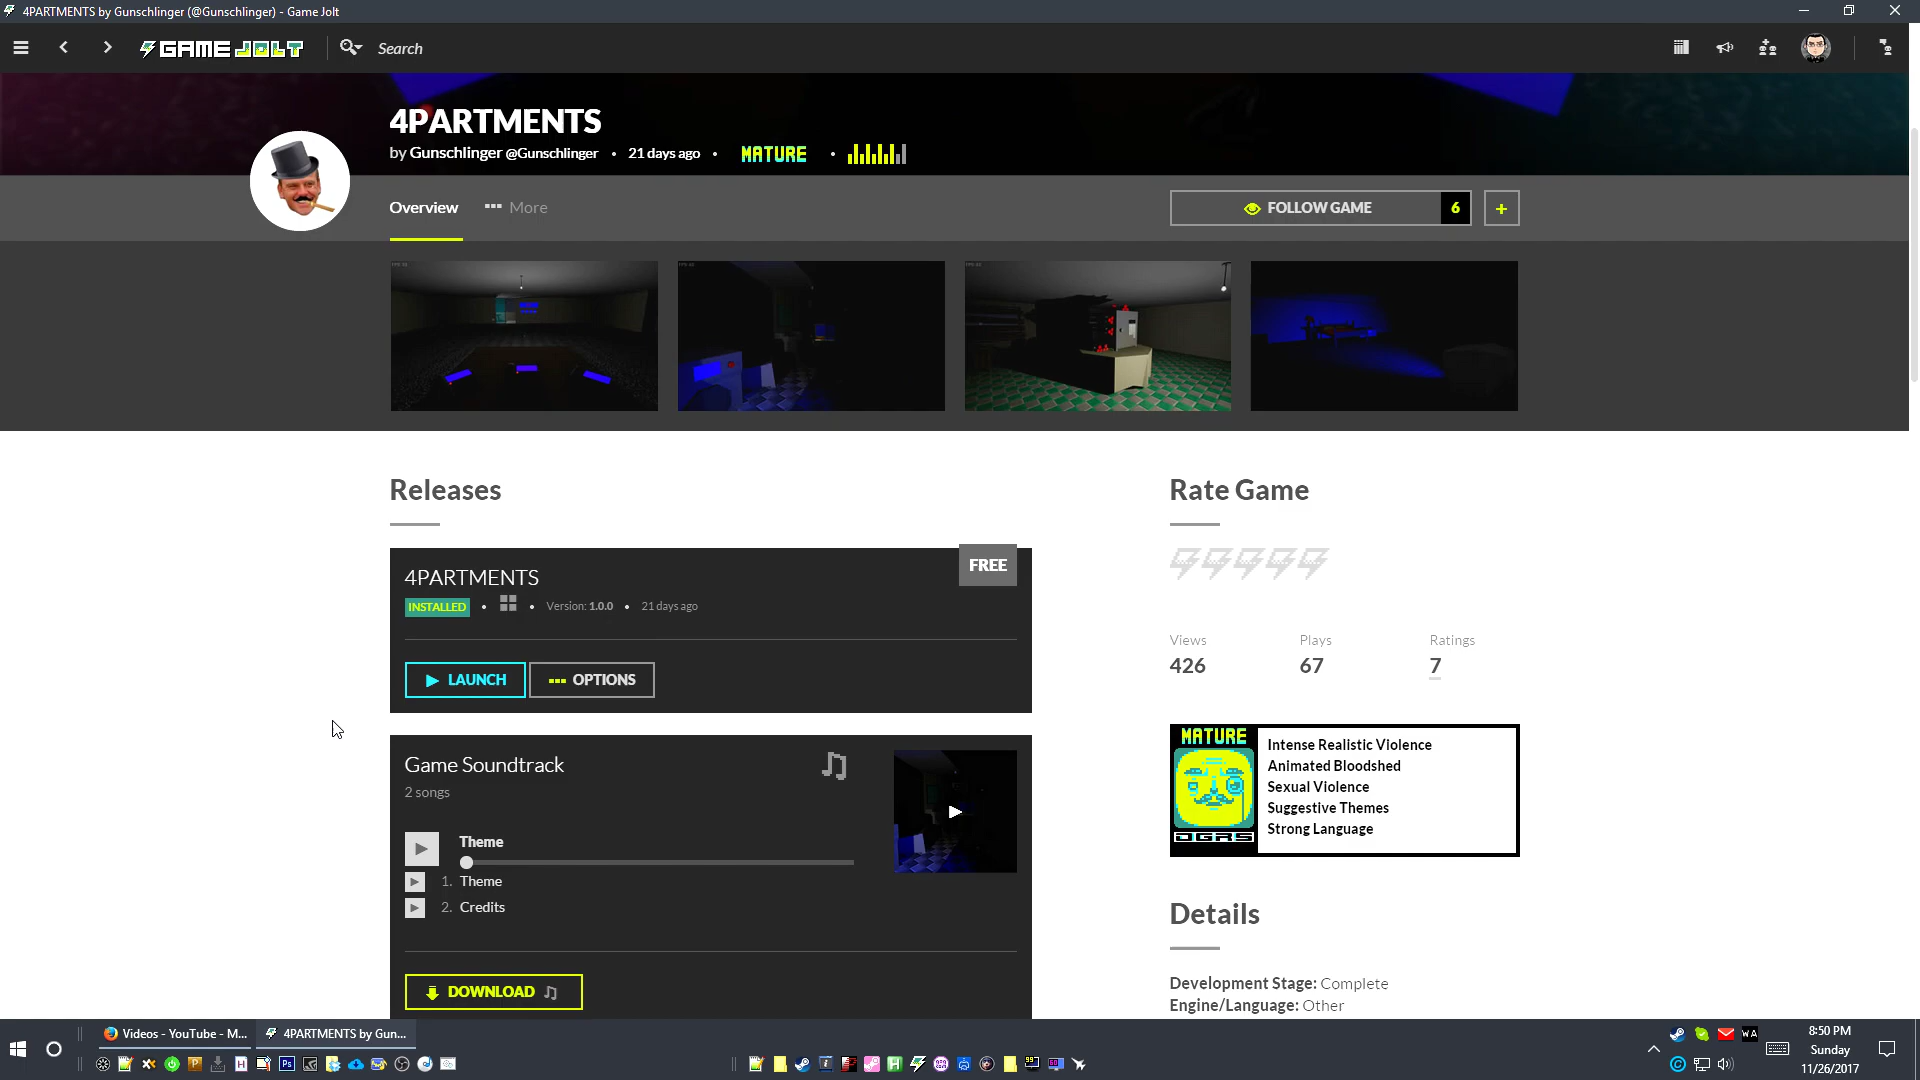 4PARTMENTS by Gunschlinger (@Gunschlinger) - Game Jolt
GAME JOLT
Search
4PARTMENTS
by Gunschlinger @Gunschlinger • 21 days ago • MATURE •
Overview
More
FOLLOW GAME 6
+
Releases
Rate Game
4PARTMENTS
FREE
INSTALLED • • Version: 1.0.0 • 21 days ago
LAUNCH
OPTIONS
Views
Plays
Ratings
426
67
7
Game Soundtrack
2 songs
Theme
1. Theme
2. Credits
DOWNLOAD
MATURE
Intense Realistic Violence
Animated Bloodshed
Sexual Violence
Suggestive Themes
Strong Language
Details
Development Stage: Complete
Engine/Language: Other
Videos - YouTube - M...
4PARTMENTS by Gun...
8:50 PM
Sunday
11/26/2017